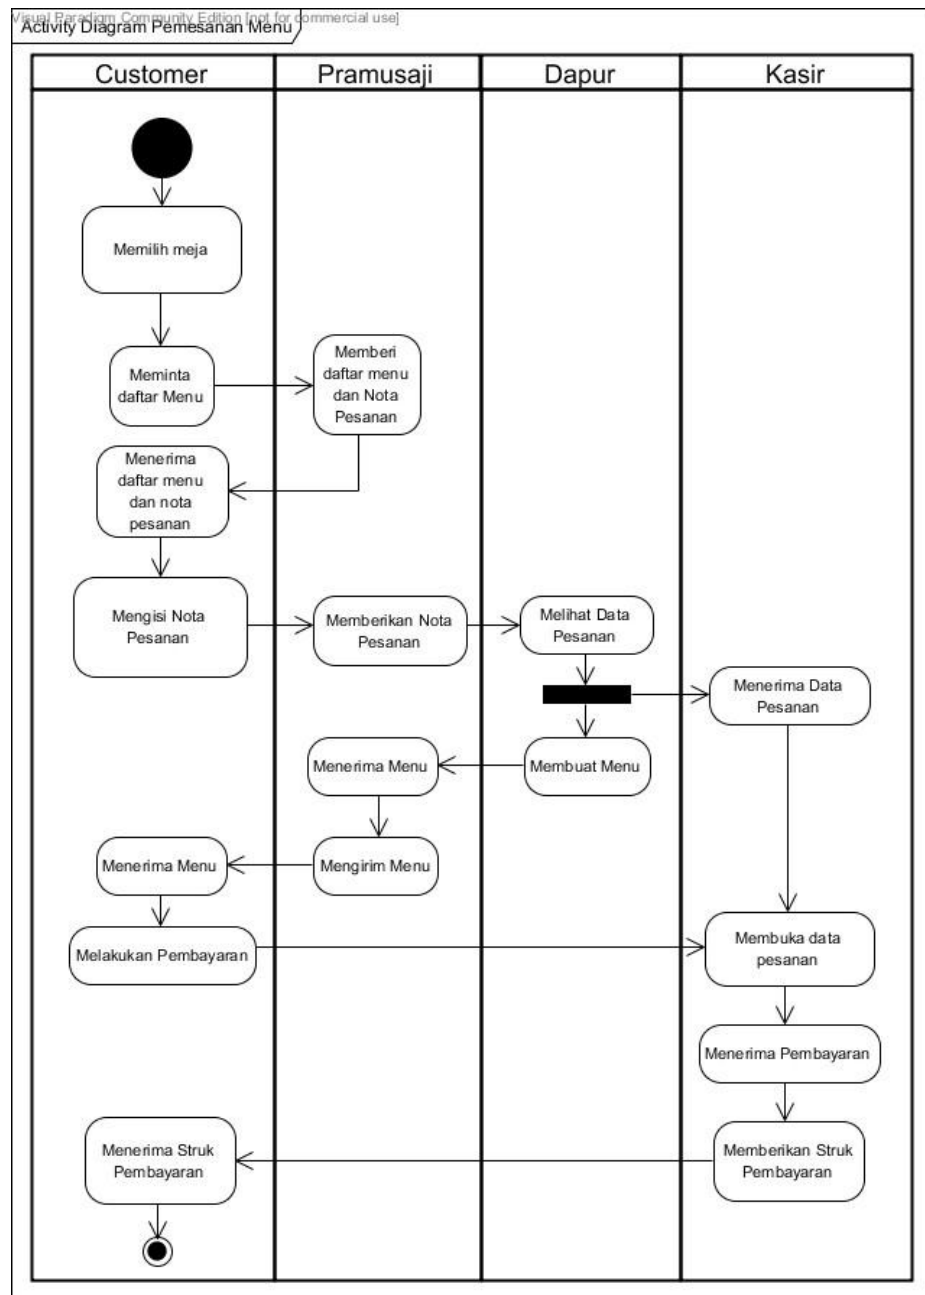 Visual Paradigm Community Edition [not for commercial use]
Activity Diagram Pemesanan Menu
Customer
Pramusaji
Dapur
Kasir
Memilih meja
Meminta
daftar Menu
Memberi
daftar menu
dan Nota
Pesanan
Menerima
daftar menu
dan nota
pesanan
Mengisi Nota
Pesanan
Memberikan Nota
Pesanan
Melihat Data
Pesanan
Menerima Data
Pesanan
Menerima Menu
Membuat Menu
Menerima Menu
Mengirim Menu
Melakukan Pembayaran
Membuka data
pesanan
Menerima Pembayaran
Menerima Struk
Pembayaran
Memberikan Struk
Pembayaran